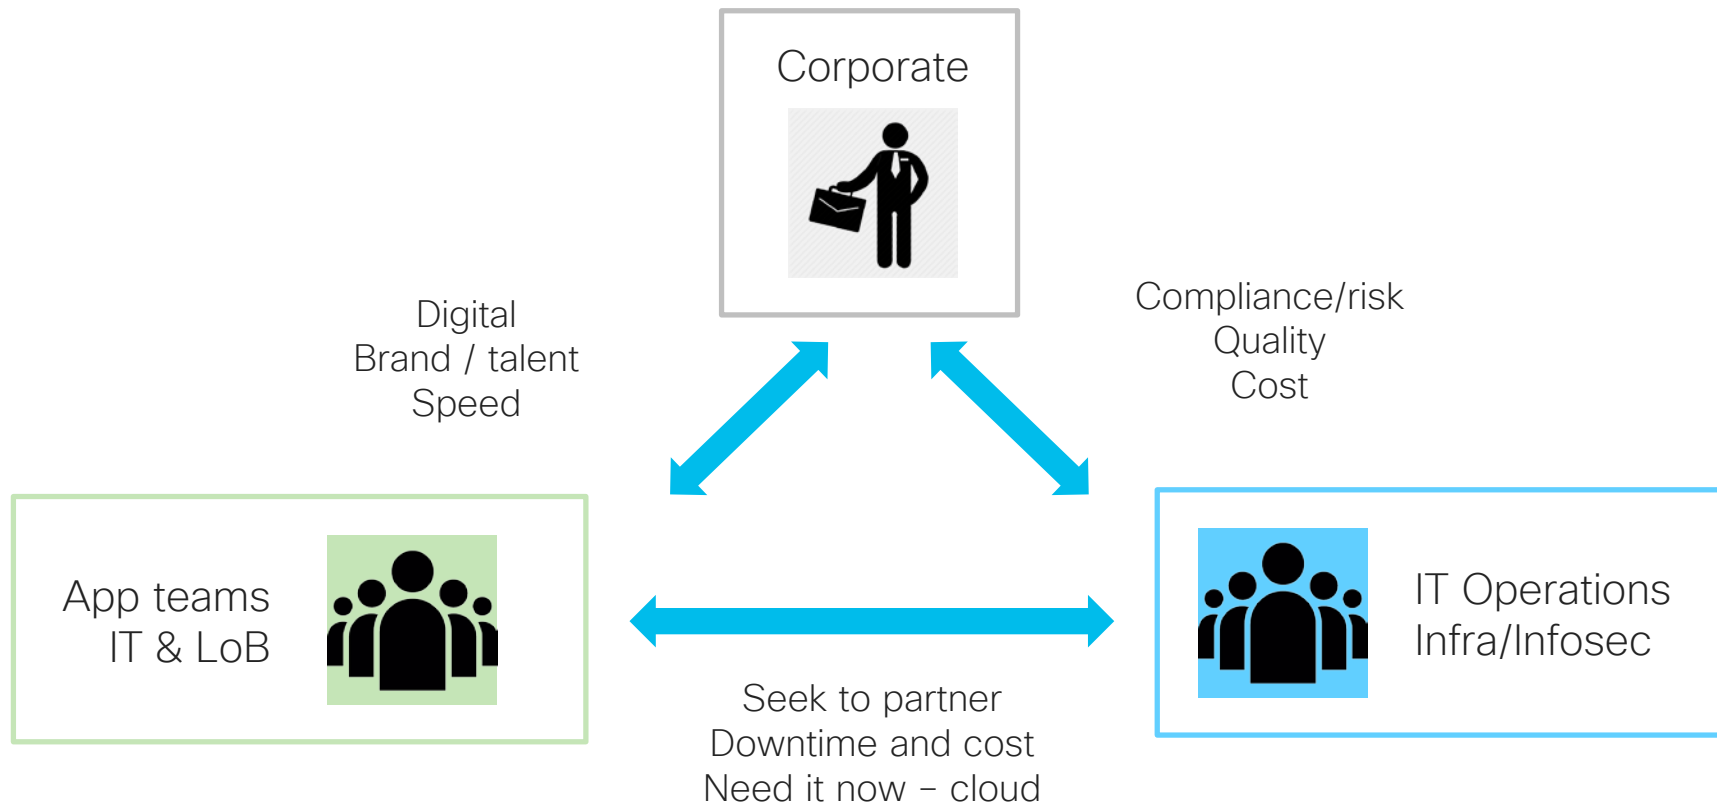 Corporate
Digital
Brand / talent
Speed
Compliance/risk
Quality
Cost
App teams
IT & LoB
IT Operations
Infra/Infosec
Seek to partner
Downtime and cost
Need it now – cloud